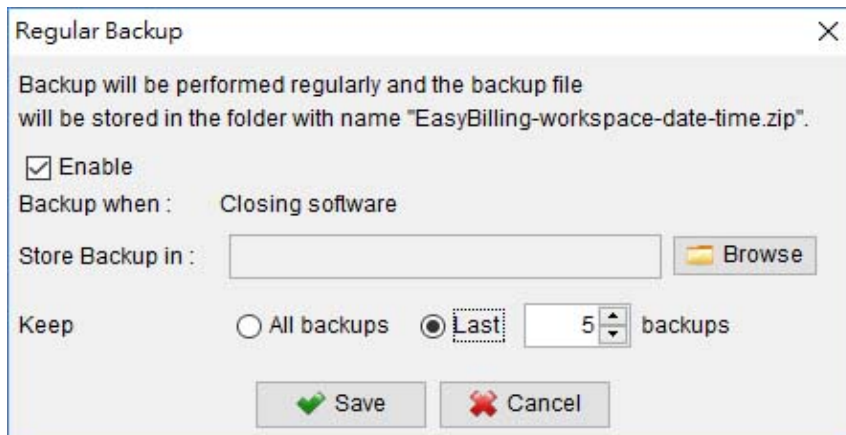 Regular Backup
Backup will be performed regularly and the backup file
will be stored in the folder with name "EasyBilling-workspace-date-time.zip".
Enable
Backup when : Closing software
Store Backup in : Browse
Keep All backups Last 5 backups
Save Cancel